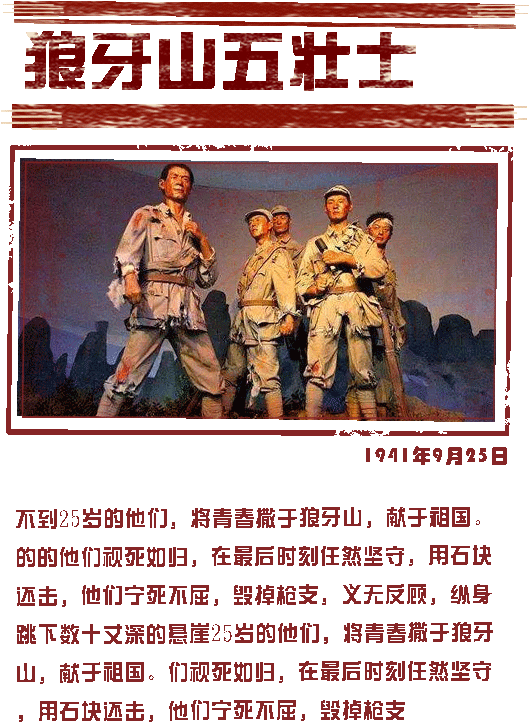 狼牙山五壮士
1941年9月25日
不到25岁的他们，将青春撒于狼牙山，献于祖国。
的的他们视死如归，在最后时刻任然坚守，用石块
还击，他们宁死不屈，毁掉枪支，义无反顾，纵身
跳下数十丈深的悬崖25岁的他们，将青春撒于狼牙
山，献于祖国。们视死如归，在最后时刻任然坚守
，用石块还击，他们宁死不屈，毁掉枪支